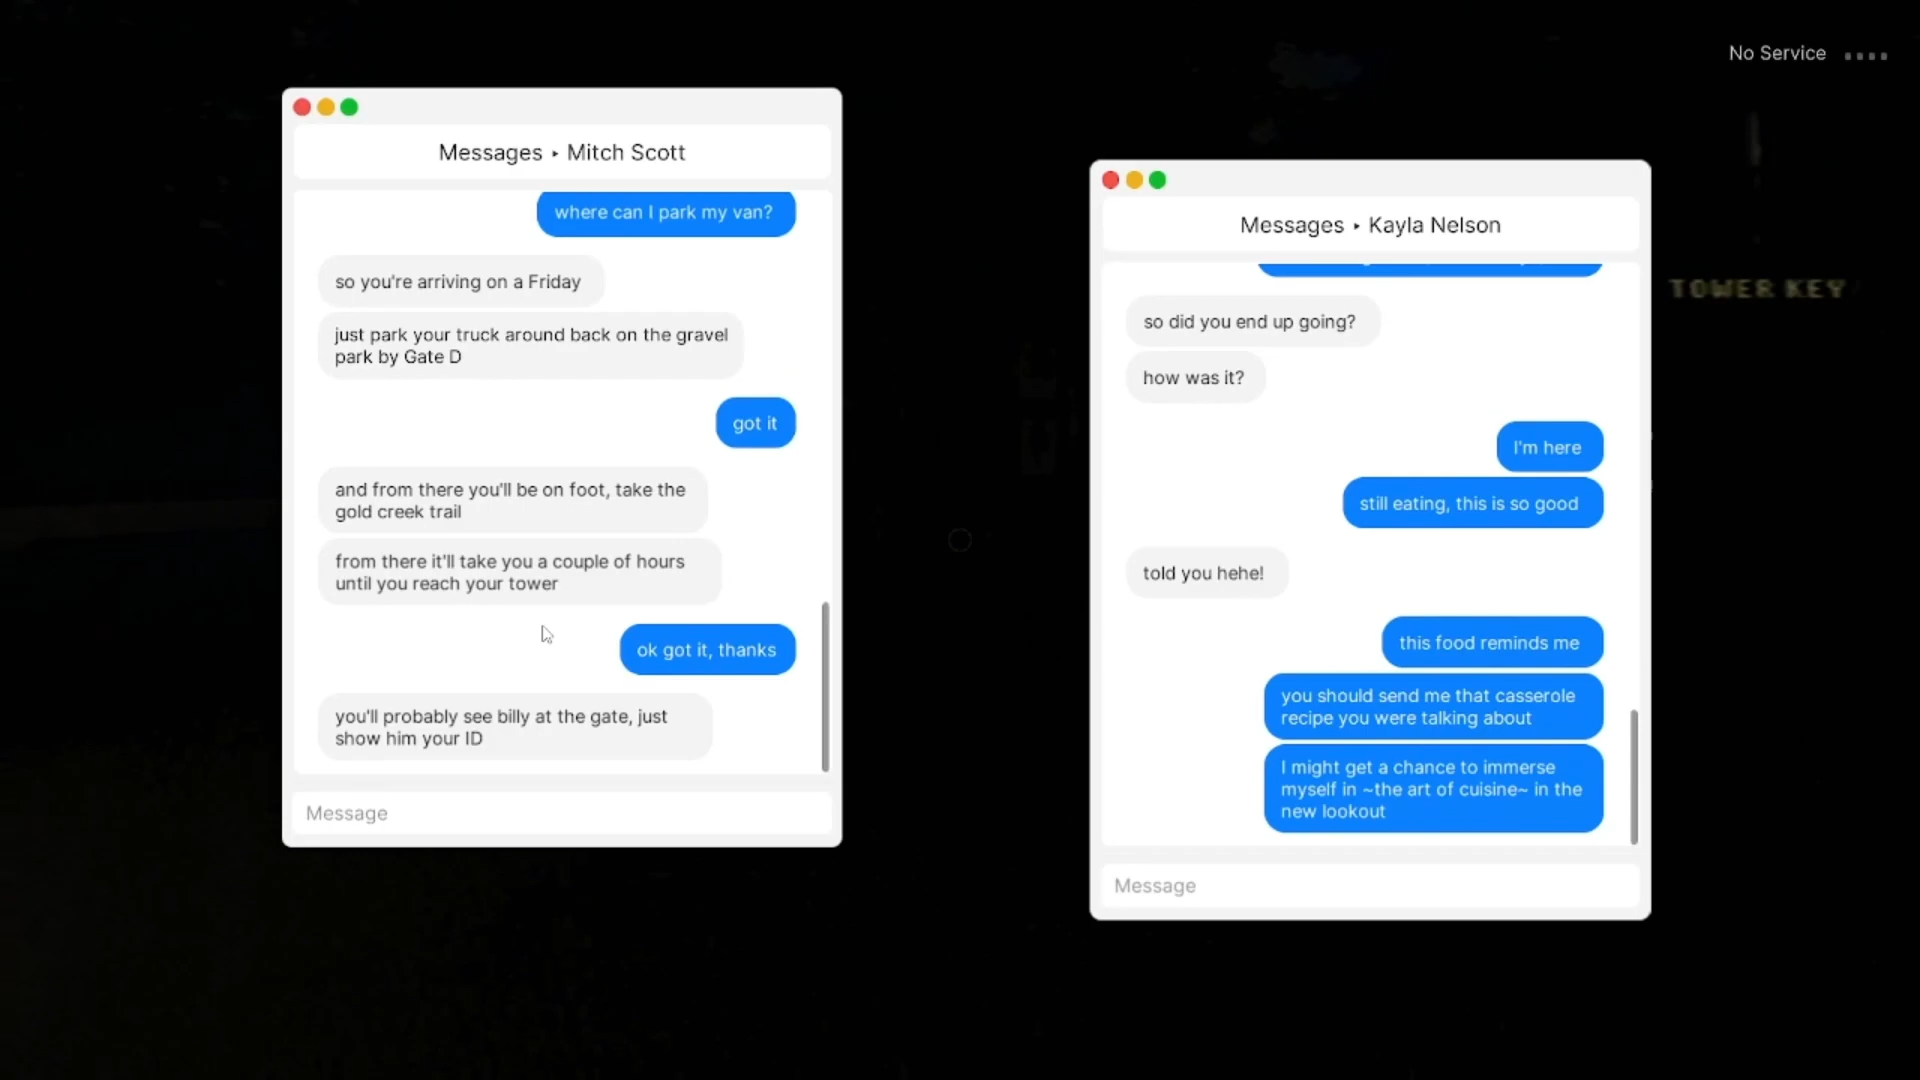 No Service
Messages ▸ Mitch Scott
where can I park my van?
so you're arriving on a Friday
just park your truck around back on the gravel
park by Gate D
got it
and from there you'll be on foot, take the
gold creek trail
from there it'll take you a couple of hours
until you reach your tower
ok got it, thanks
you'll probably see billy at the gate, just
show him your ID
Message
Messages ▸ Kayla Nelson
so did you end up going?
how was it?
I'm here
still eating, this is so good
told you hehe!
this food reminds me
you should send me that casserole
recipe you were talking about
I might get a chance to immerse
myself in ~the art of cuisine~ in the
new lookout
Message
TOWER KEY